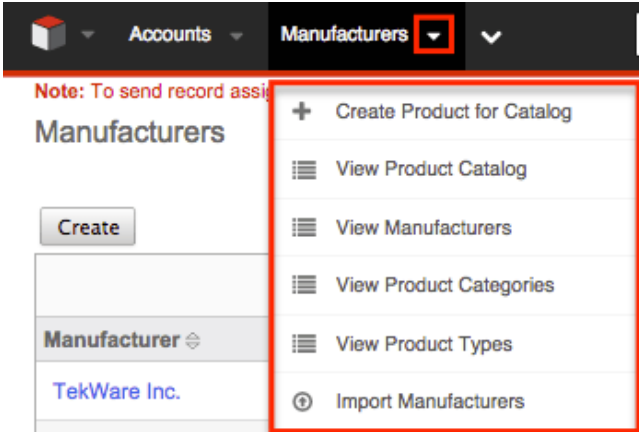 Accounts
Manufacturers
Note: To send record assi
Manufacturers
Create
Manufacturer
TekWare Inc.
Create Product for Catalog
View Product Catalog
View Manufacturers
View Product Categories
View Product Types
Import Manufacturers